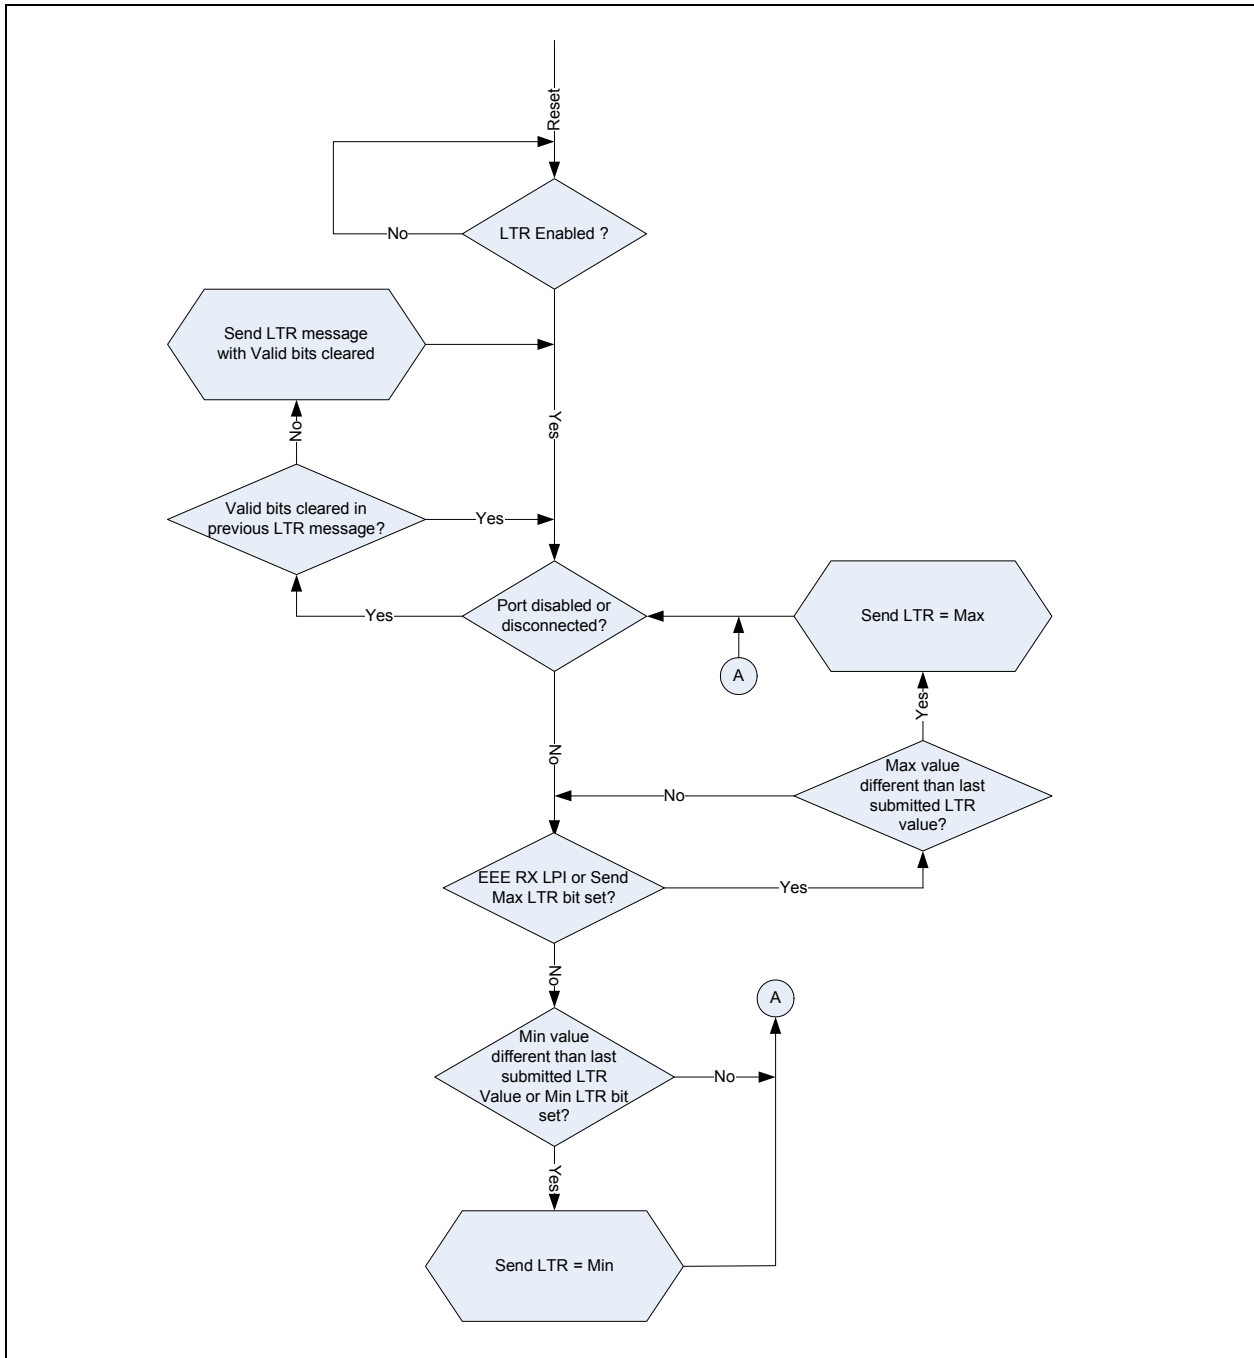 Reset
LTR Enabled ?
No
Send LTR message
with Valid bits cleared
Yes
No
Valid bits cleared in
previous LTR message?
Yes
Port disabled or
disconnected?
Yes
Send LTR = Max
A
Yes
No
Max value
different than last
submitted LTR
value?
No
EEE RX LPI or Send
Max LTR bit set?
Yes
No
A
Min value
different than last
submitted LTR
Value or Min LTR bit
set?
No
Yes
Send LTR = Min